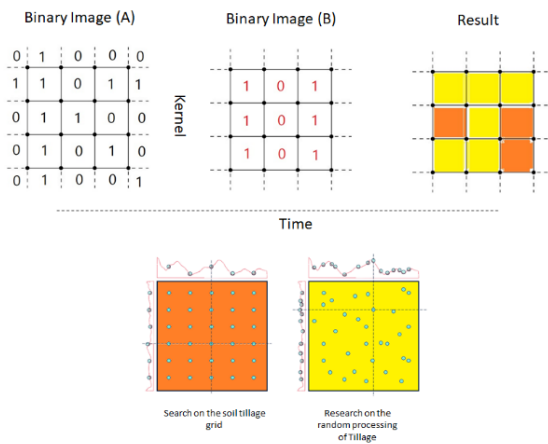 Binary Image (A)
Binary Image (B)
Result
0 1 0 0 0
1 1 0 1 1
0 1 1 0 0
0 1 0 1 0
0 1 0 0 1
Kernel
1 0 1
1 0 1
1 0 1
Time
Search on the soil tillage
grid
Research on the
random processing
of Tillage